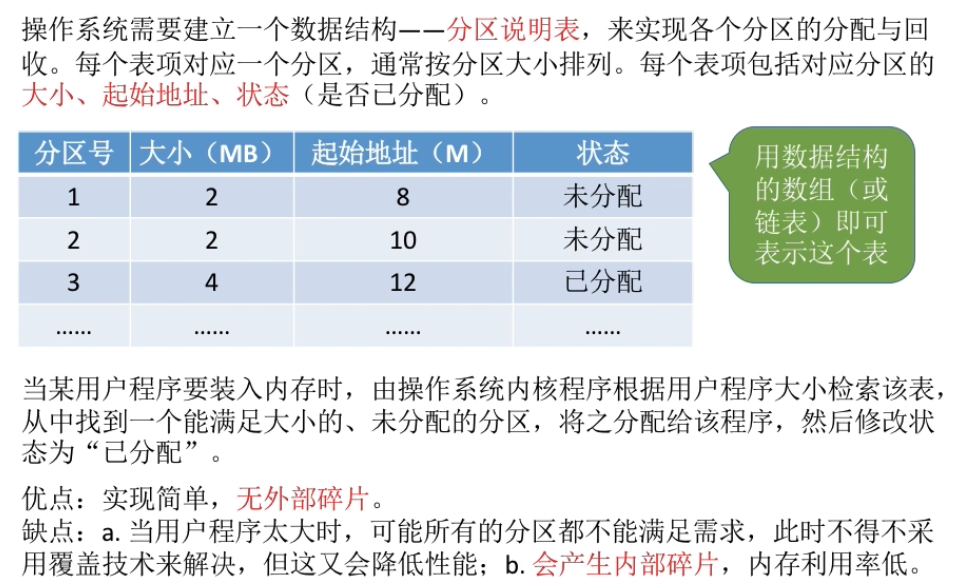 操作系统需要建立一个数据结构——分区说明表，来实现各个分区的分配与回
收。每个表项对应一个分区，通常按分区大小排列。每个表项包括对应分区的
大小、起始地址、状态（是否已分配）。
分区号 大小（MB） 起始地址（M） 状态
1 2 8 未分配
2 2 10 未分配
3 4 12 已分配
…… …… …… ……
用数据结构
的数组（或
链表）即可
表示这个表
当某用户程序要装入内存时，由操作系统内核程序根据用户程序大小检索该表，
从中找到一个能满足大小的、未分配的分区，将之分配给该程序，然后修改状
态为“已分配”。
优点：实现简单，无外部碎片。
缺点：a. 当用户程序太大时，可能所有的分区都不能满足需求，此时不得不采
用覆盖技术来解决，但这又会降低性能；b. 会产生内部碎片，内存利用率低。